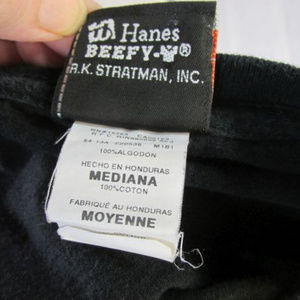 Hanes
BEEFY-T®
R.K. STRATMAN, INC.
100%ALGODON
HECHO EN HONDURAS
MEDIANA
100%COTON
FABRIQUÉ AU HONDURAS
MOYENNE